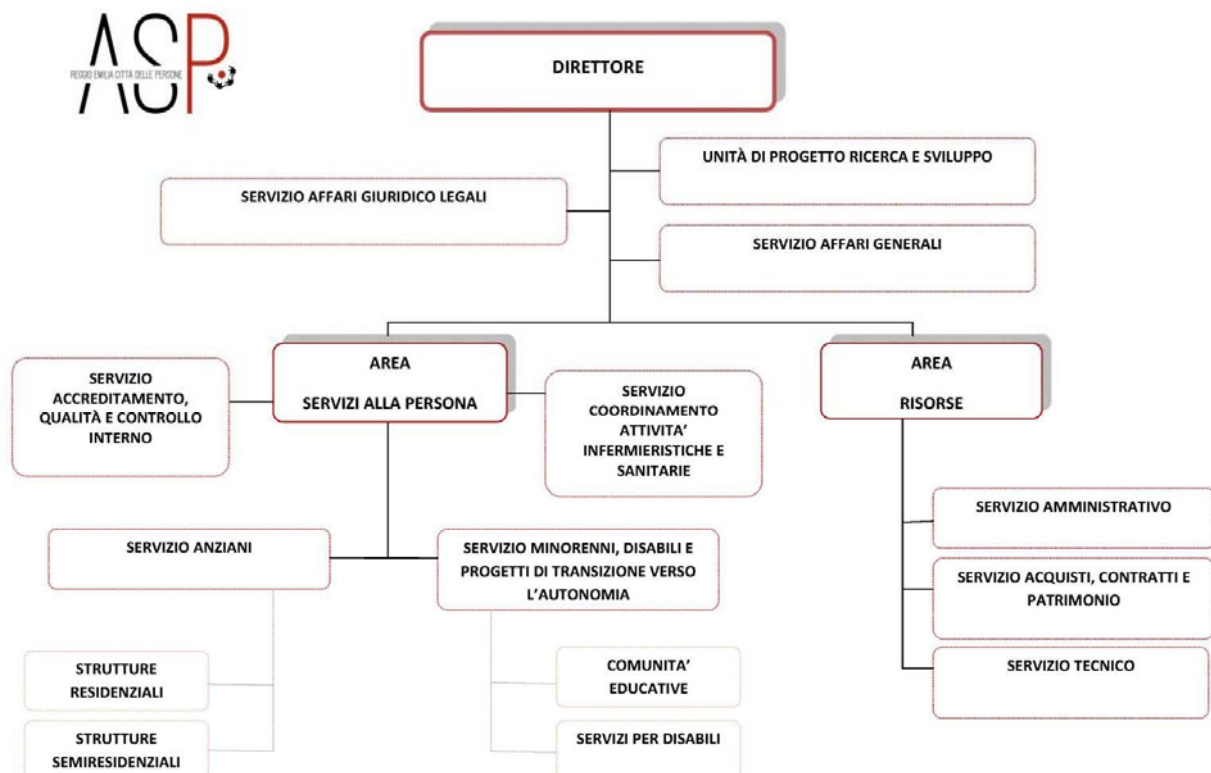 ASP
REGGIO EMILIA CITTÀ DELLE PERSONE
DIRETTORE
UNITÀ DI PROGETTO RICERCA E SVILUPPO
SERVIZIO AFFARI GIURIDICO LEGALI
SERVIZIO AFFARI GENERALI
AREA
SERVIZI ALLA PERSONA
AREA
RISORSE
SERVIZIO
ACCREDITAMENTO,
QUALITÀ E CONTROLLO
INTERNO
SERVIZIO
COORDINAMENTO
ATTIVITA’
INFERMIERISTICHE E
SANITARIE
SERVIZIO ANZIANI
SERVIZIO MINORENNI, DISABILI E
PROGETTI DI TRANSIZIONE VERSO
L’AUTONOMIA
SERVIZIO AMMINISTRATIVO
SERVIZIO ACQUISTI, CONTRATTI E
PATRIMONIO
SERVIZIO TECNICO
STRUTTURE
RESIDENZIALI
STRUTTURE
SEMIRESIDENZIALI
COMUNITA’
EDUCATIVE
SERVIZI PER DISABILI